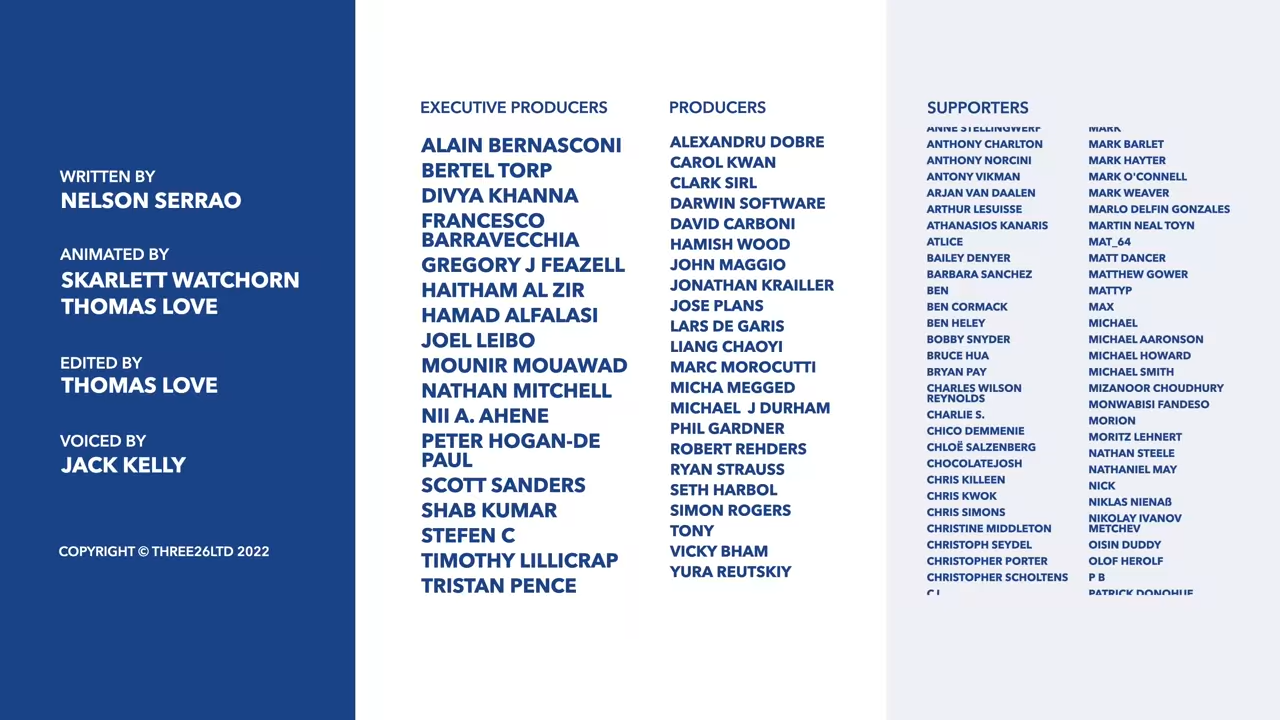 WRITTEN BY
NELSON SERRAO
ANIMATED BY
SKARLETT WATCHORN
THOMAS LOVE
EDITED BY
THOMAS LOVE
VOICED BY
JACK KELLY
COPYRIGHT © THREE26LTD 2022
EXECUTIVE PRODUCERS
ALAIN BERNASCONI
BERTEL TORP
DIVYA KHANNA
FRANCESCO
BARRAVECCHIA
GREGORY J FEAZELL
HAITHAM AL ZIR
HAMAD ALFALASI
JOEL LEIBO
MOUNIR MOUAWAD
NATHAN MITCHELL
NII A. AHENE
PETER HOGAN-DE
PAUL
SCOTT SANDERS
SHAB KUMAR
STEFEN C
TIMOTHY LILLICRAP
TRISTAN PENCE
PRODUCERS
ALEXANDRU DOBRE
CAROL KWAN
CLARK SIRL
DARWIN SOFTWARE
DAVID CARBONI
HAMISH WOOD
JOHN MAGGIO
JONATHAN KRAILLER
JOSE PLANS
LARS DE GARIS
LIANG CHAOYI
MARC MOROCUTTI
MICHA MEGGED
MICHAEL J DURHAM
PHIL GARDNER
ROBERT REHDERS
RYAN STRAUSS
SETH HARBOL
SIMON ROGERS
TONY
VICKY BHAM
YURA REUTSKIY
SUPPORTERS
ANNE STELLINGWERF
ANTHONY CHARLTON
ANTHONY NORCINI
ANTONY VIKMAN
ARJAN VAN DAALEN
ARTHUR LESUISSE
ATHANASIOS KANARIS
ATLICE
BAILEY DENYER
BARBARA SANCHEZ
BEN
BEN CORMACK
BEN HELEY
BOBBY SNYDER
BRUCE HUA
BRYAN PAY
CHARLES WILSON
REYNOLDS
CHARLIE S.
CHICO DEMMENIE
CHLOË SALZENBERG
CHOCOLATEJOSH
CHRIS KILLEEN
CHRIS KWOK
CHRIS SIMONS
CHRISTINE MIDDLETON
CHRISTOPH SEYDEL
CHRISTOPHER PORTER
CHRISTOPHER SCHOLTENS
MARK
MARK BARLET
MARK HAYTER
MARK O'CONNELL
MARK WEAVER
MARLO DELFIN GONZALES
MARTIN NEAL TOYN
MAT_64
MATT DANCER
MATTHEW GOWER
MATTYP
MAX
MICHAEL
MICHAEL AARONSON
MICHAEL HOWARD
MICHAEL SMITH
MIZANOOR CHOUDHURY
MONWABISI FANDESO
MORION
MORITZ LEHNERT
NATHAN STEELE
NATHANIEL MAY
NICK
NIKLAS NIENAß
NIKOLAY IVANOV
METCHEV
OISIN DUDDY
OLOF HEROLF
P B
PATRICK DONOHUE